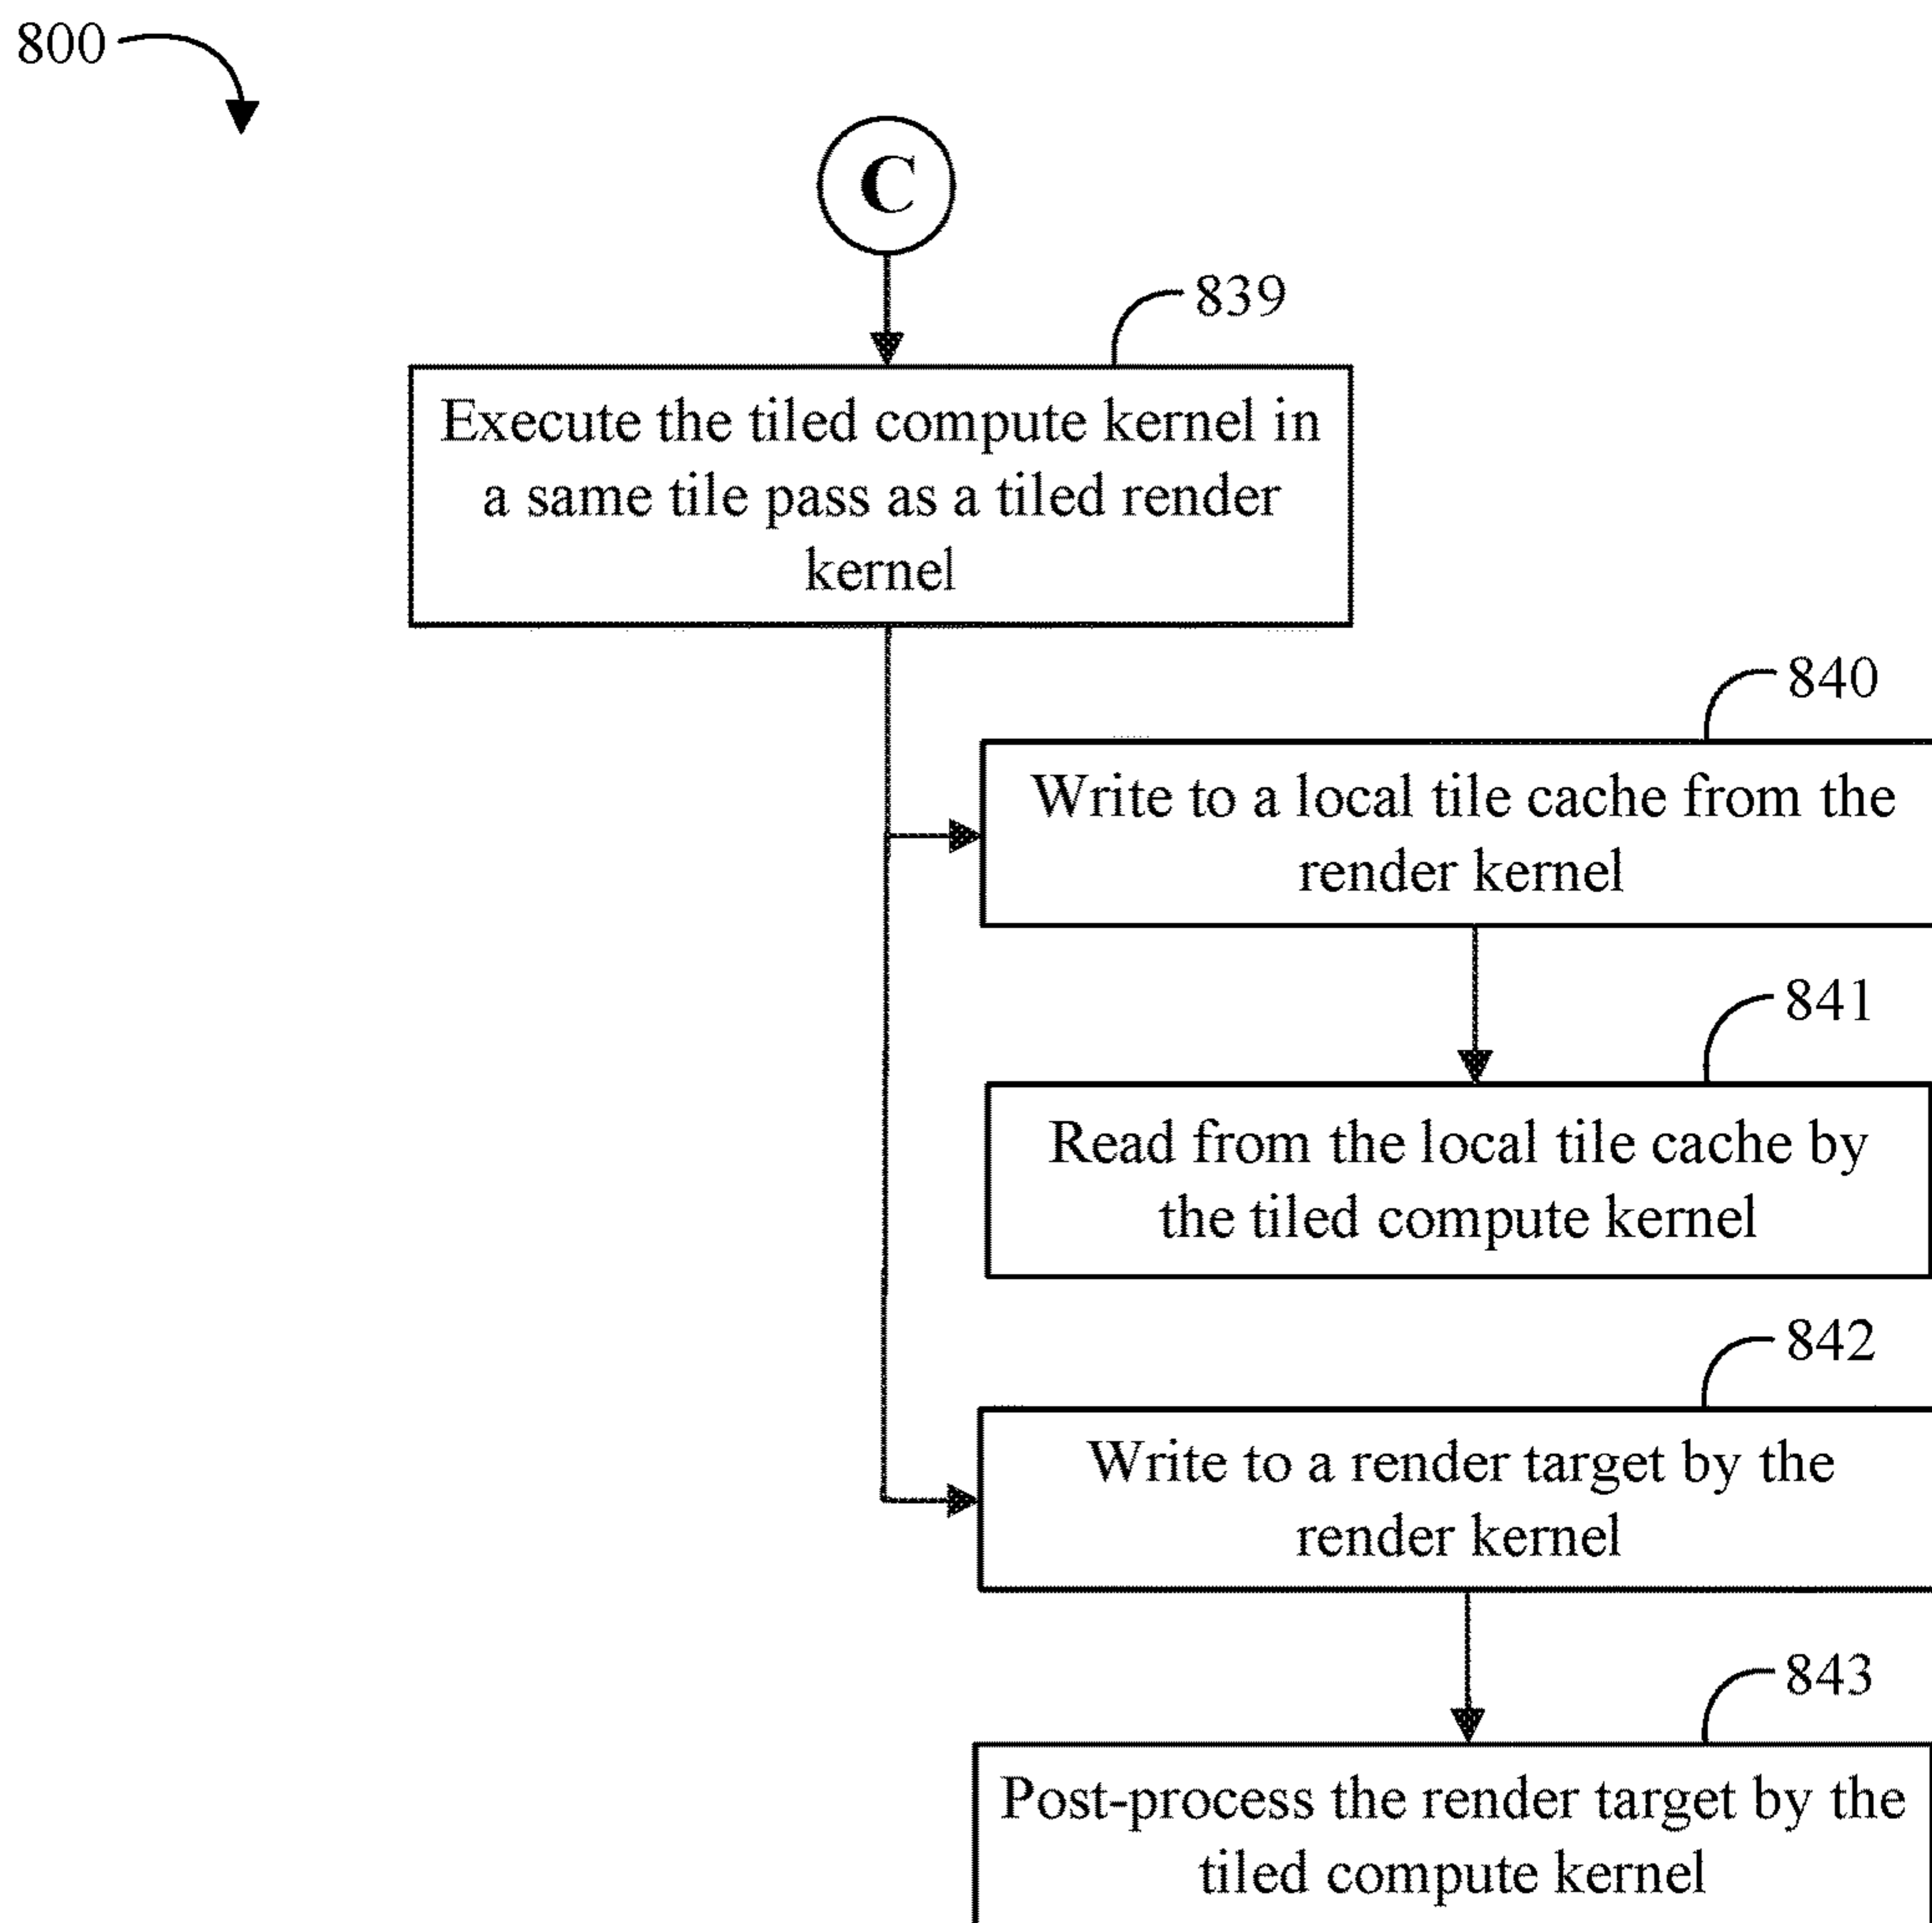 800
C
839
Execute the tiled compute kernel in
a same tile pass as a tiled render
kernel
840
Write to a local tile cache from the
render kernel
841
Read from the local tile cache by
the tiled compute kernel
842
Write to a render target by the
render kernel
843
Post-process the render target by the
tiled compute kernel